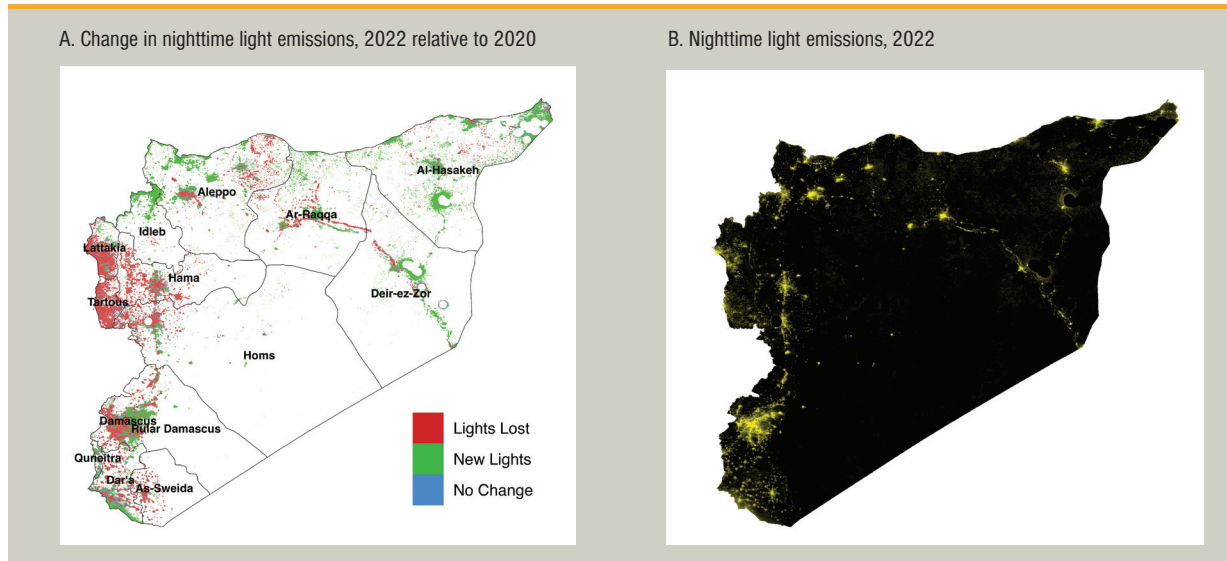 A. Change in nighttime light emissions, 2022 relative to 2020
B. Nighttime light emissions, 2022
Al-Hasakeh
Aleppo
Ar-Raqqa
Idleb
Lattakia
Hama
Deir-ez-Zor
Tartous
Homs
Damascus
Rular Damascus
Quneitra
Dar'a
As-Sweida
Lights Lost
New Lights
No Change